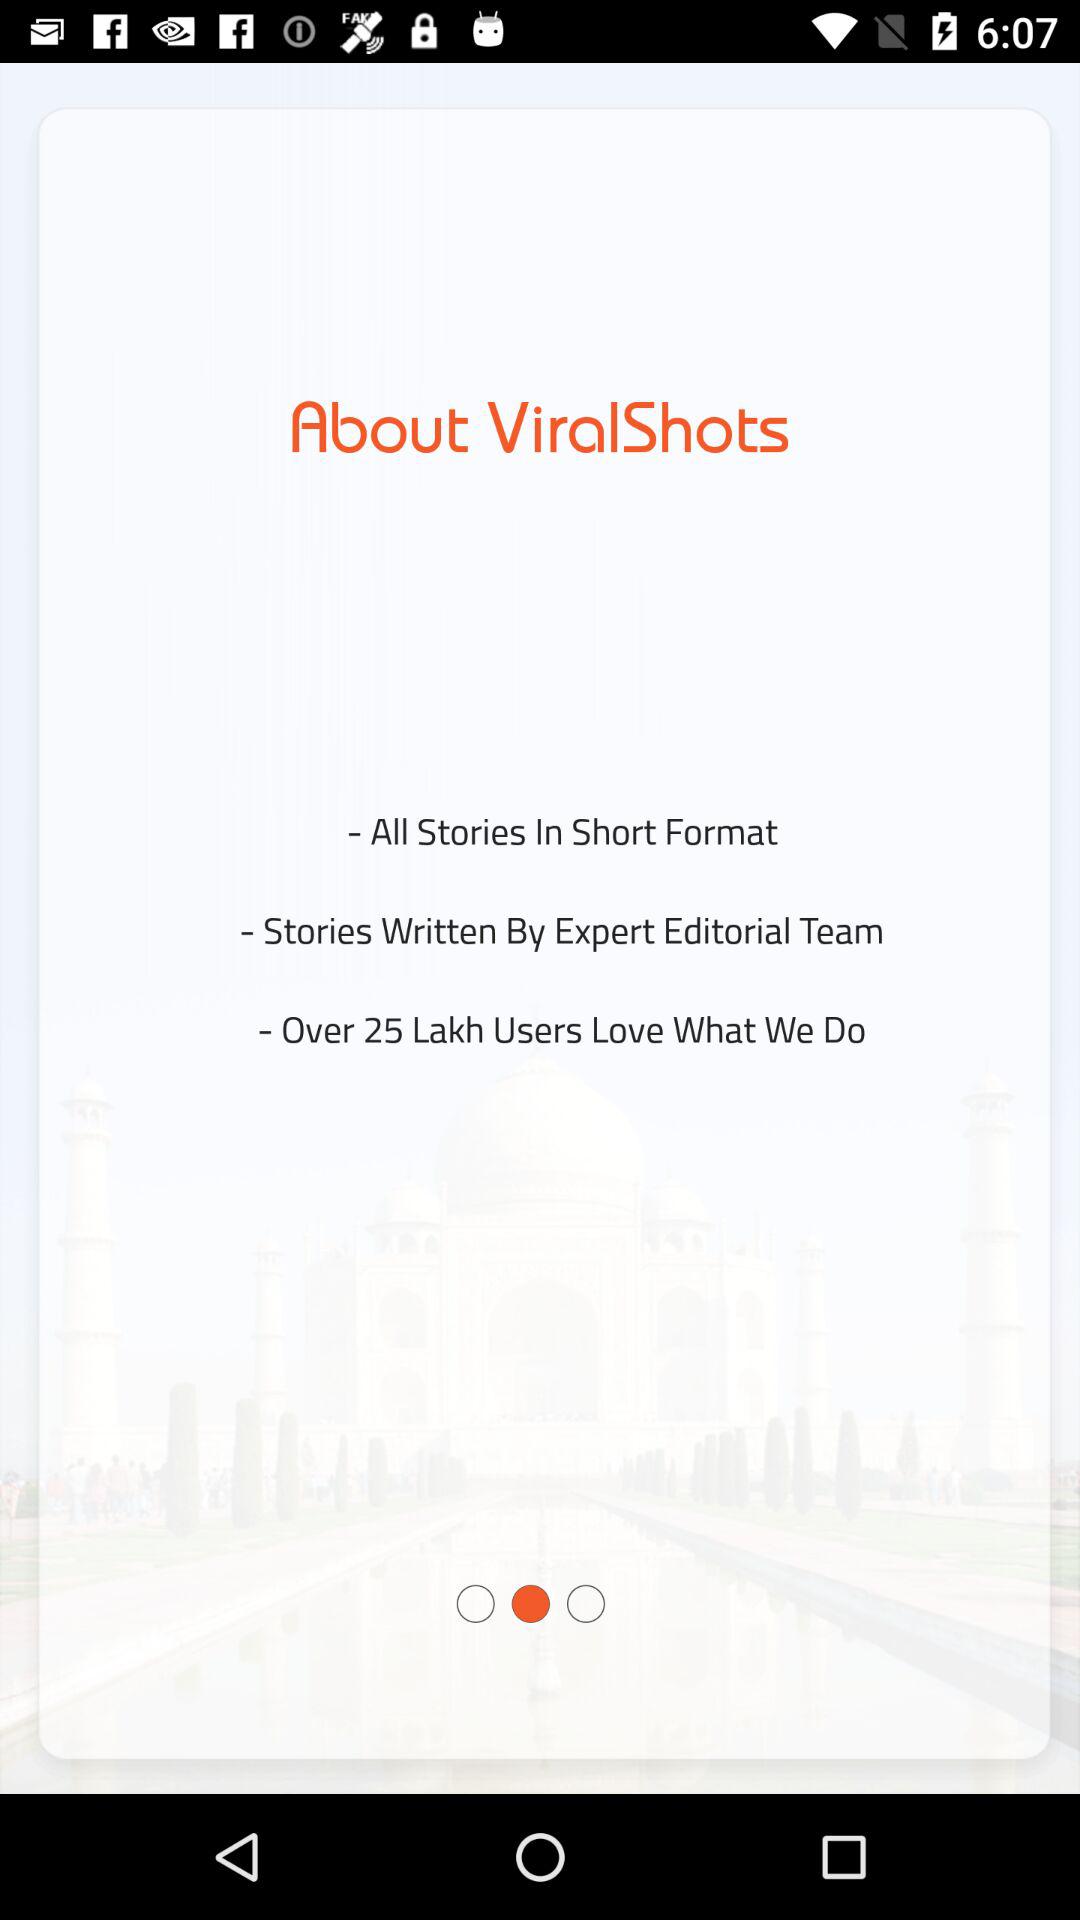 FAKE
6:07
About ViralShots
- All Stories In Short Format
- Stories Written By Expert Editorial Team
- Over 25 Lakh Users Love What We Do